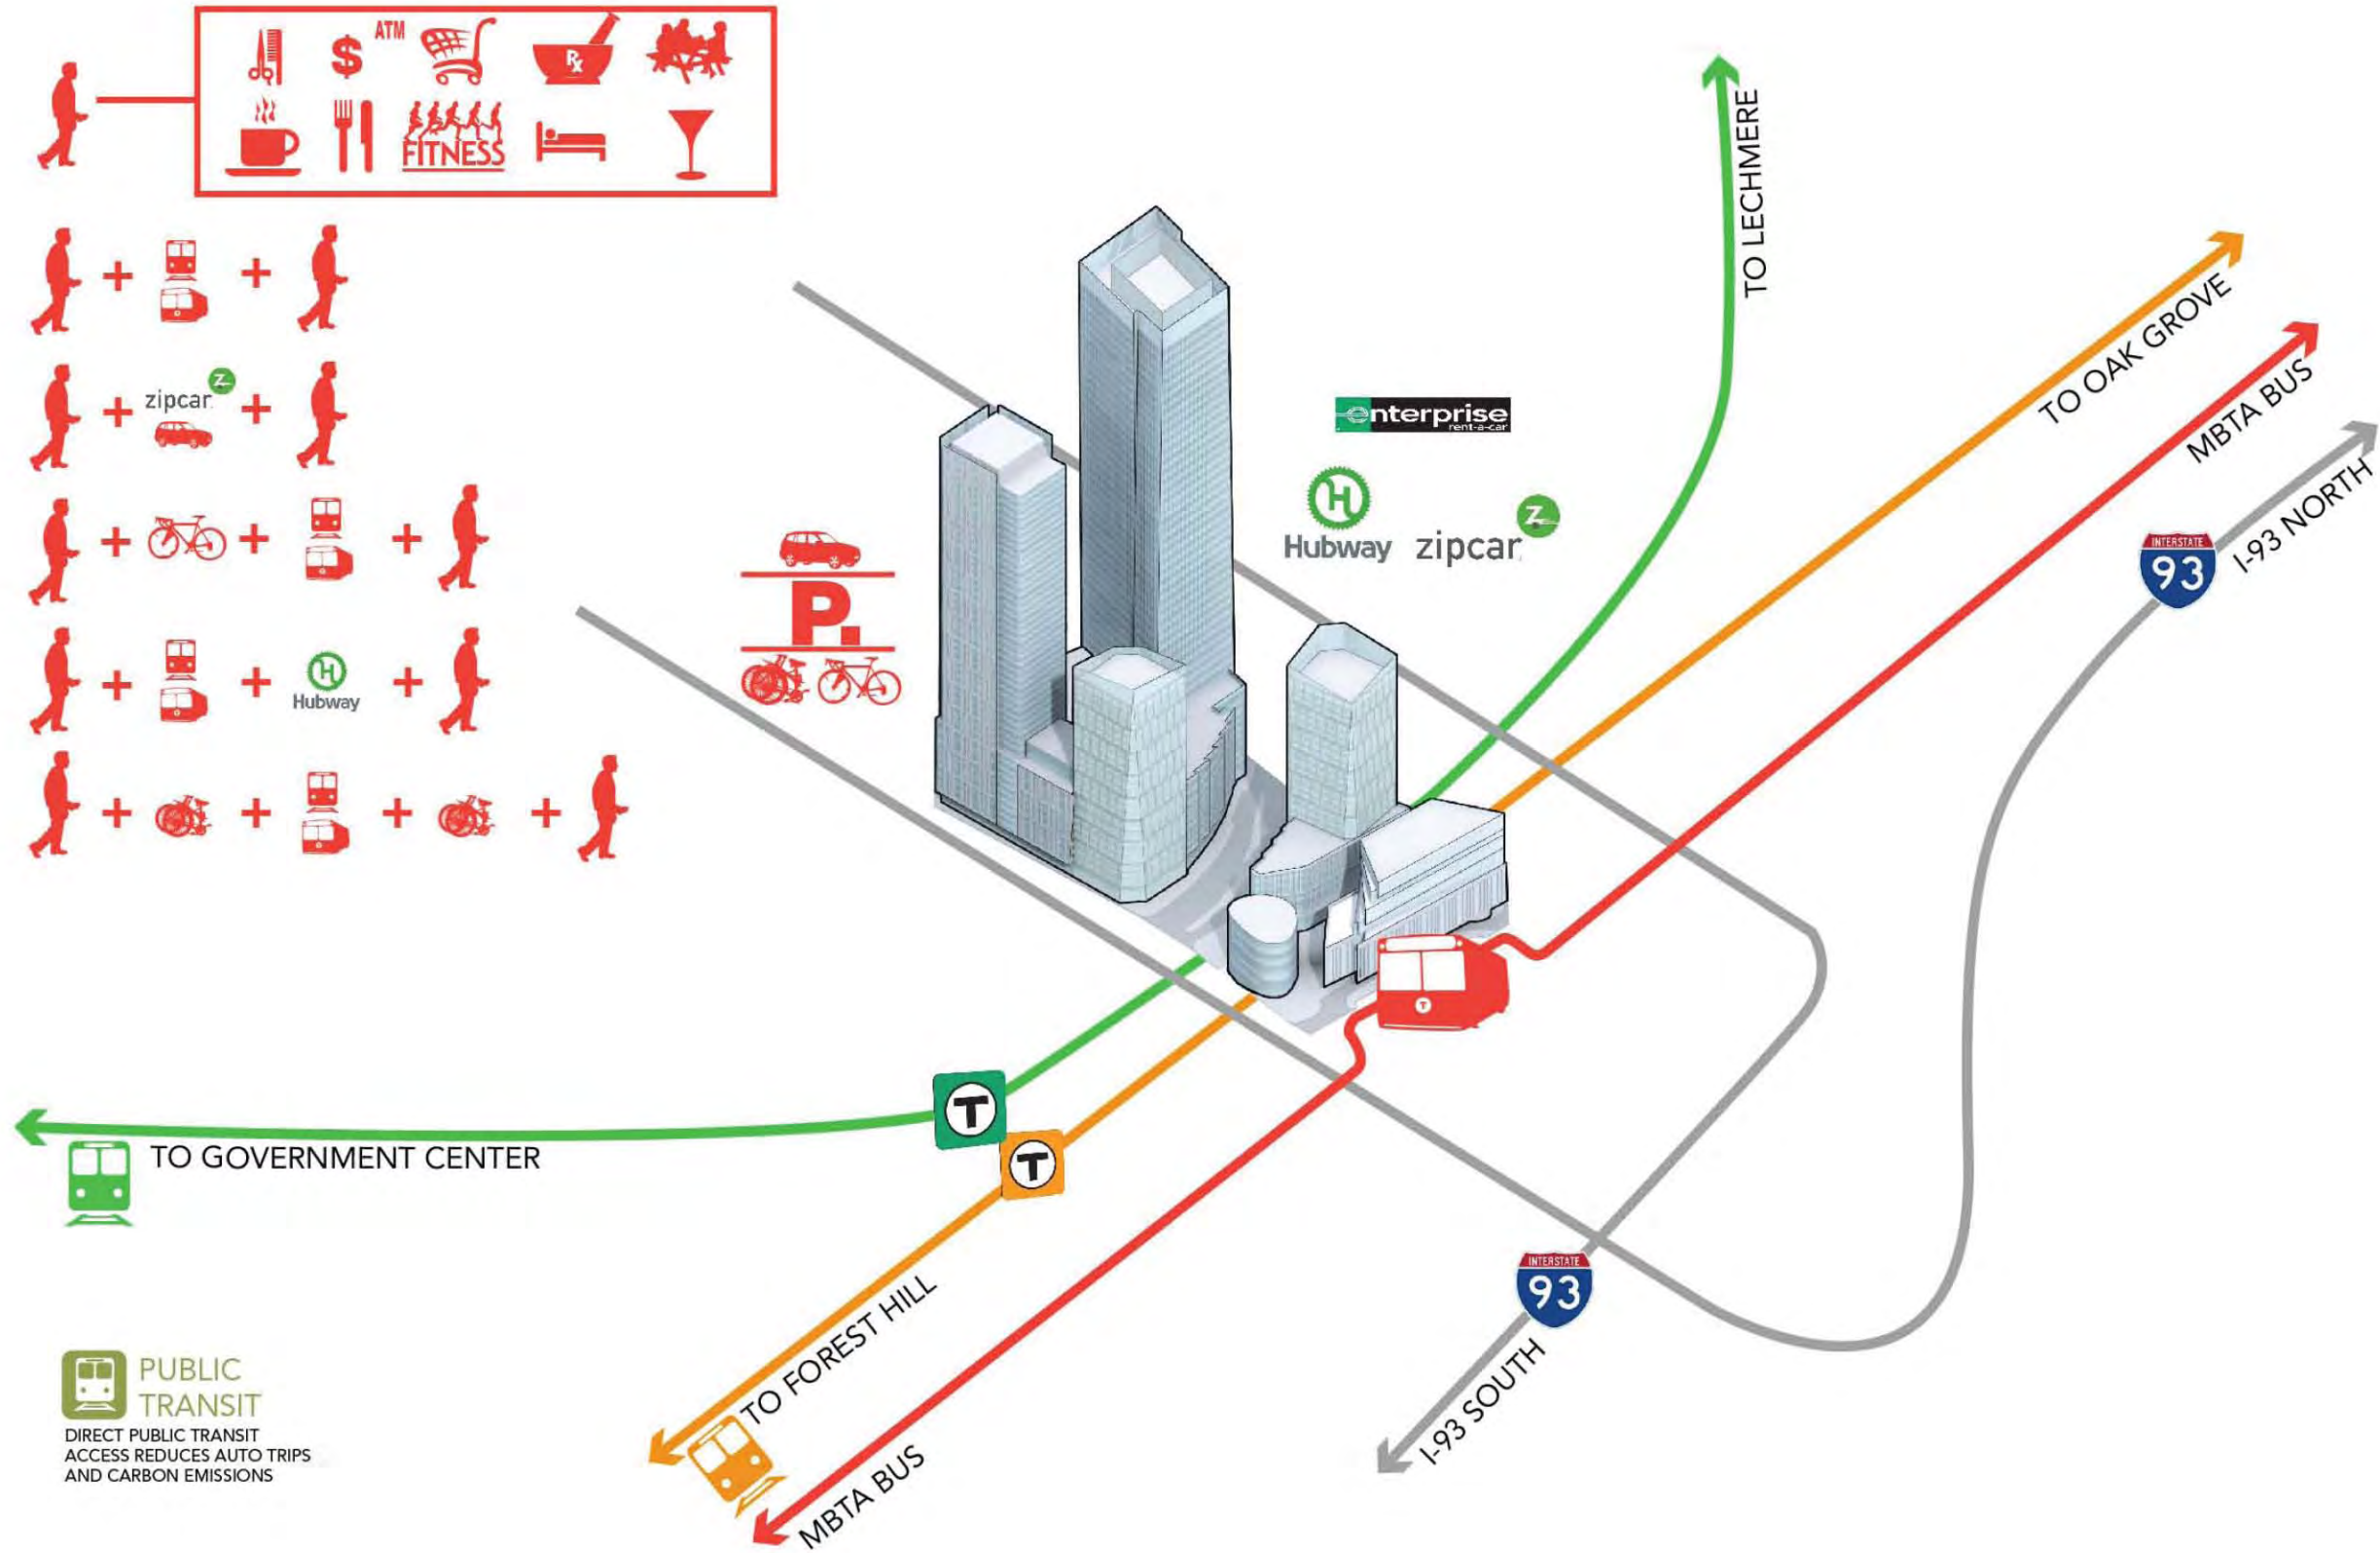 ATM
$
Rx
FITNESS
zipcar
Z
Hubway
P.
enterprise
rent-a-car
H
Hubway
zipcar
Z
TO LECHMERE
TO OAK GROVE
MBTA BUS
INTERSTATE
93
I-93 NORTH
T
T
T
TO GOVERNMENT CENTER
TO FOREST HILL
MBTA BUS
INTERSTATE
93
I-93 SOUTH
PUBLIC
TRANSIT
DIRECT PUBLIC TRANSIT
ACCESS REDUCES AUTO TRIPS
AND CARBON EMISSIONS